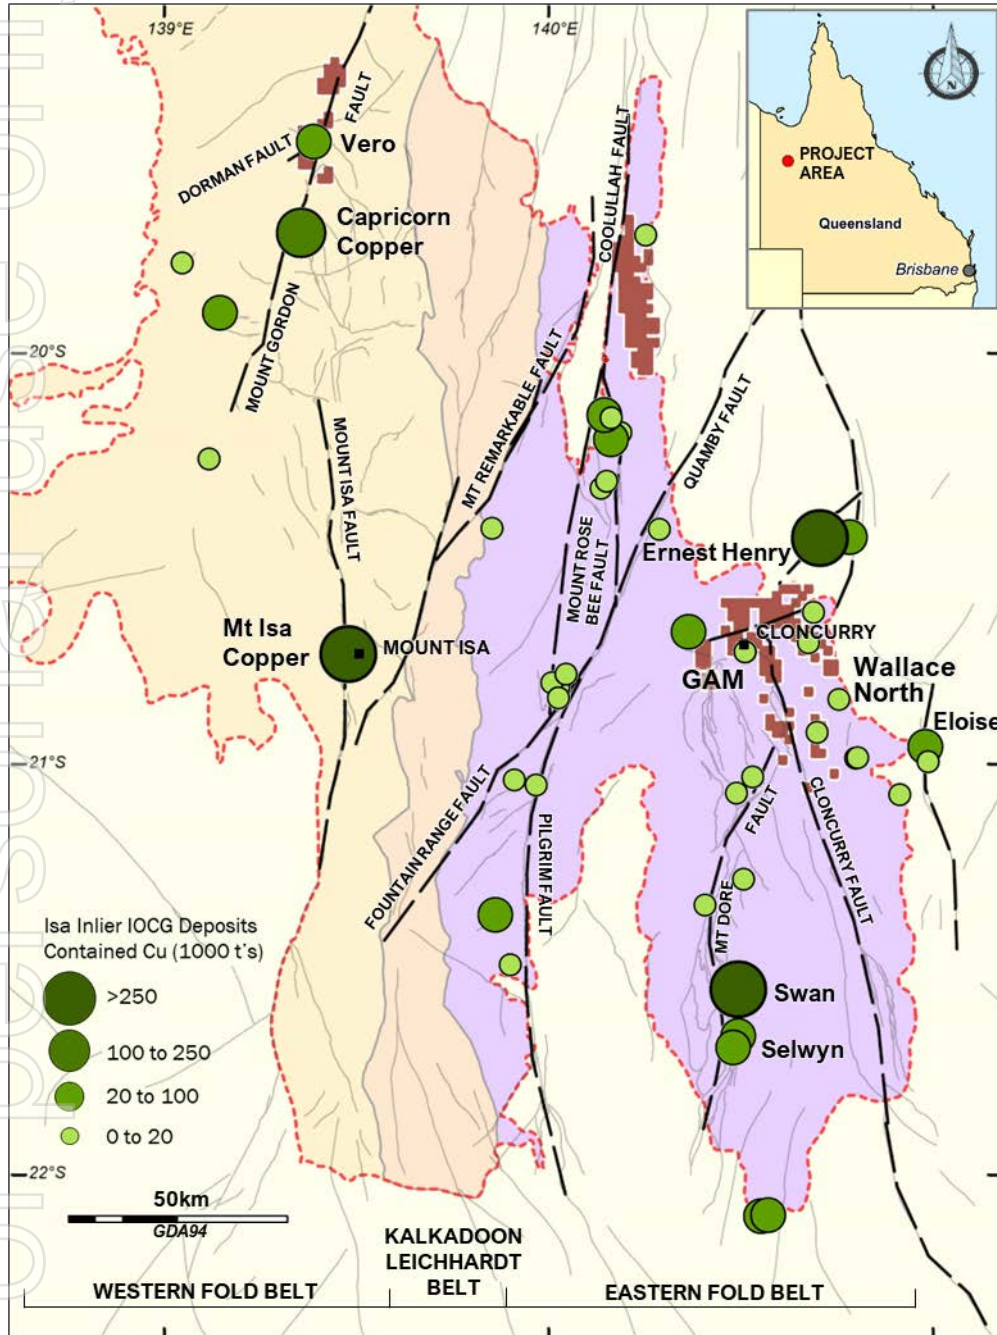 139°E
140°E
PROJECT
AREA
Queensland
Brisbane
N
FAULT
DORMAN FAULT
Vero
Capricorn
Copper
MOUNT GORDON
COOLULLAH FAULT
20°S
MT REMARKABLE FAULT
MOUNT ISA FAULT
QUAMBY FAULT
MOUNT ROSE
BEE FAULT
Ernest Henry
Mt Isa
Copper
MOUNT ISA
CLONCURRY
GAM
Wallace
North
Eloise
21°S
FOUNTAIN RANGE FAULT
PILGRIM FAULT
FAULT
MT DORE
CLONCURRY FAULT
Isa Inlier IOCG Deposits
Contained Cu (1000 t's)
>250
100 to 250
20 to 100
0 to 20
Swan
Selwyn
22°S
50km
GDA94
KALKADOON
LEICHHARDT
BELT
WESTERN FOLD BELT
EASTERN FOLD BELT
For personal use only